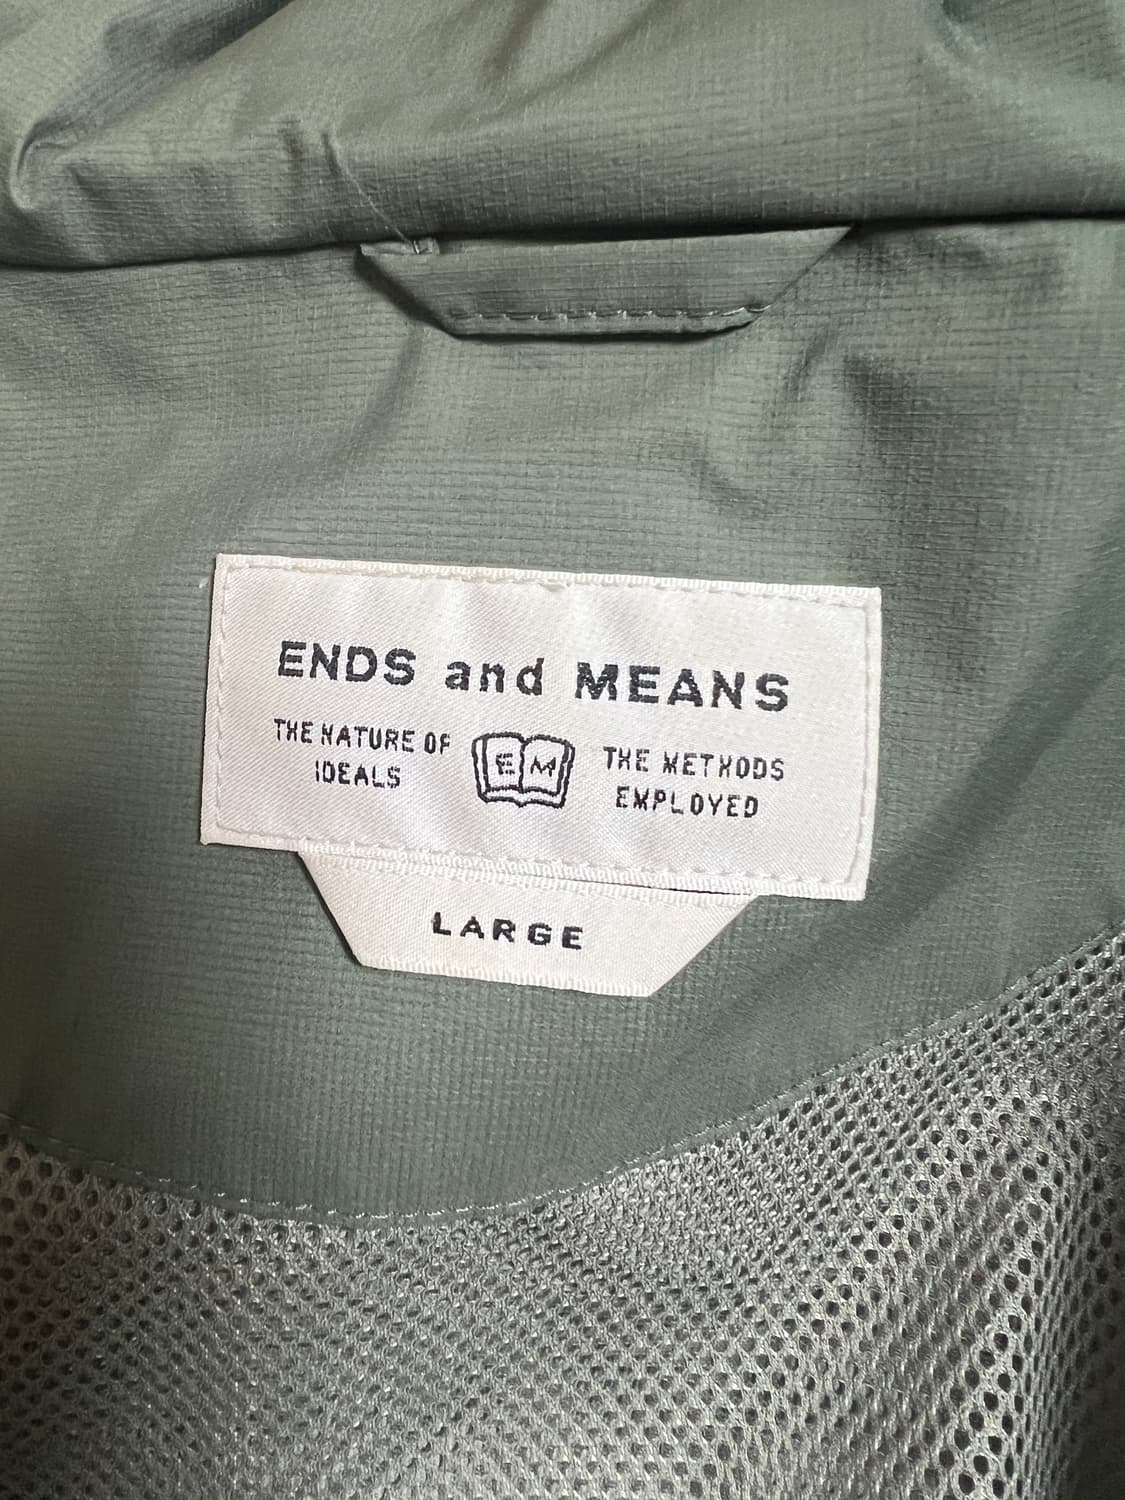 ENDS and MEANS
THE NATURE OF
IDEALS
E M
THE METHODS
EMPLOYED
LARGE